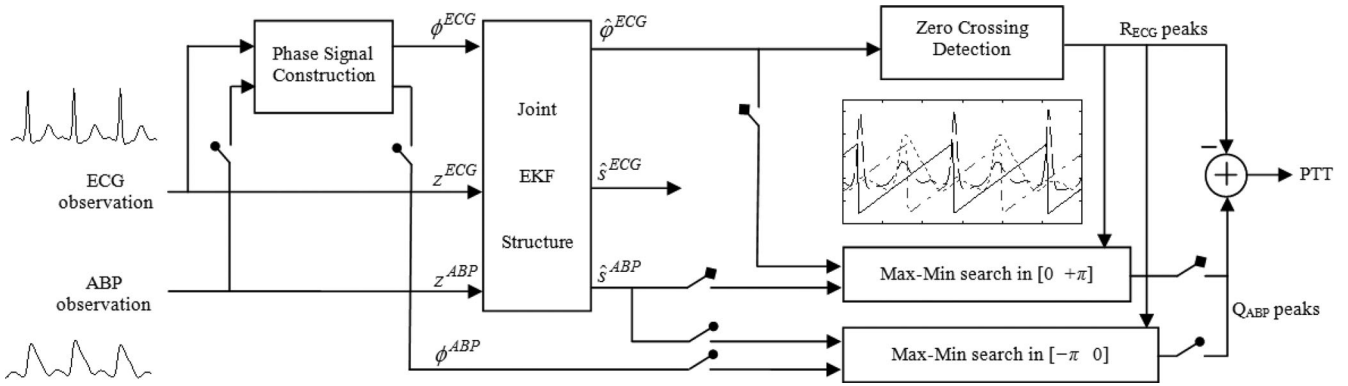 ϕ^ECG
φ̂^ECG
Phase Signal
Construction
Zero Crossing
Detection
R_ECG peaks
Joint
EKF
Structure
ECG
observation
z^ECG
ŝ^ECG
−
+
PTT
ABP
observation
z^ABP
ŝ^ABP
Max-Min search in [0 +π]
Q_ABP peaks
ϕ^ABP
Max-Min search in [−π 0]